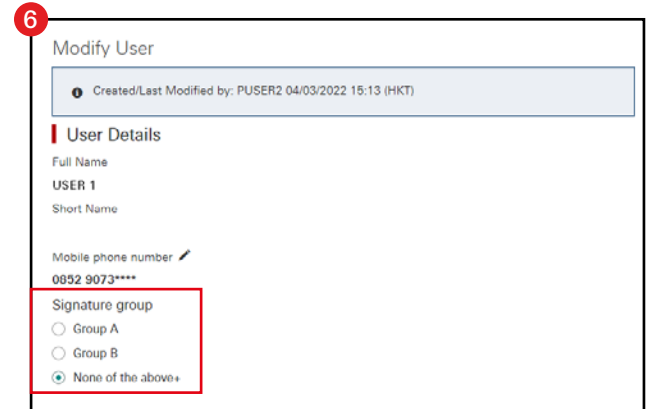 6
Modify User
Created/Last Modified by: PUSER2 04/03/2022 15:13 (HKT)
User Details
Full Name
USER 1
Short Name
Mobile phone number
0852 9073****
Signature group
Group A
Group B
None of the above+